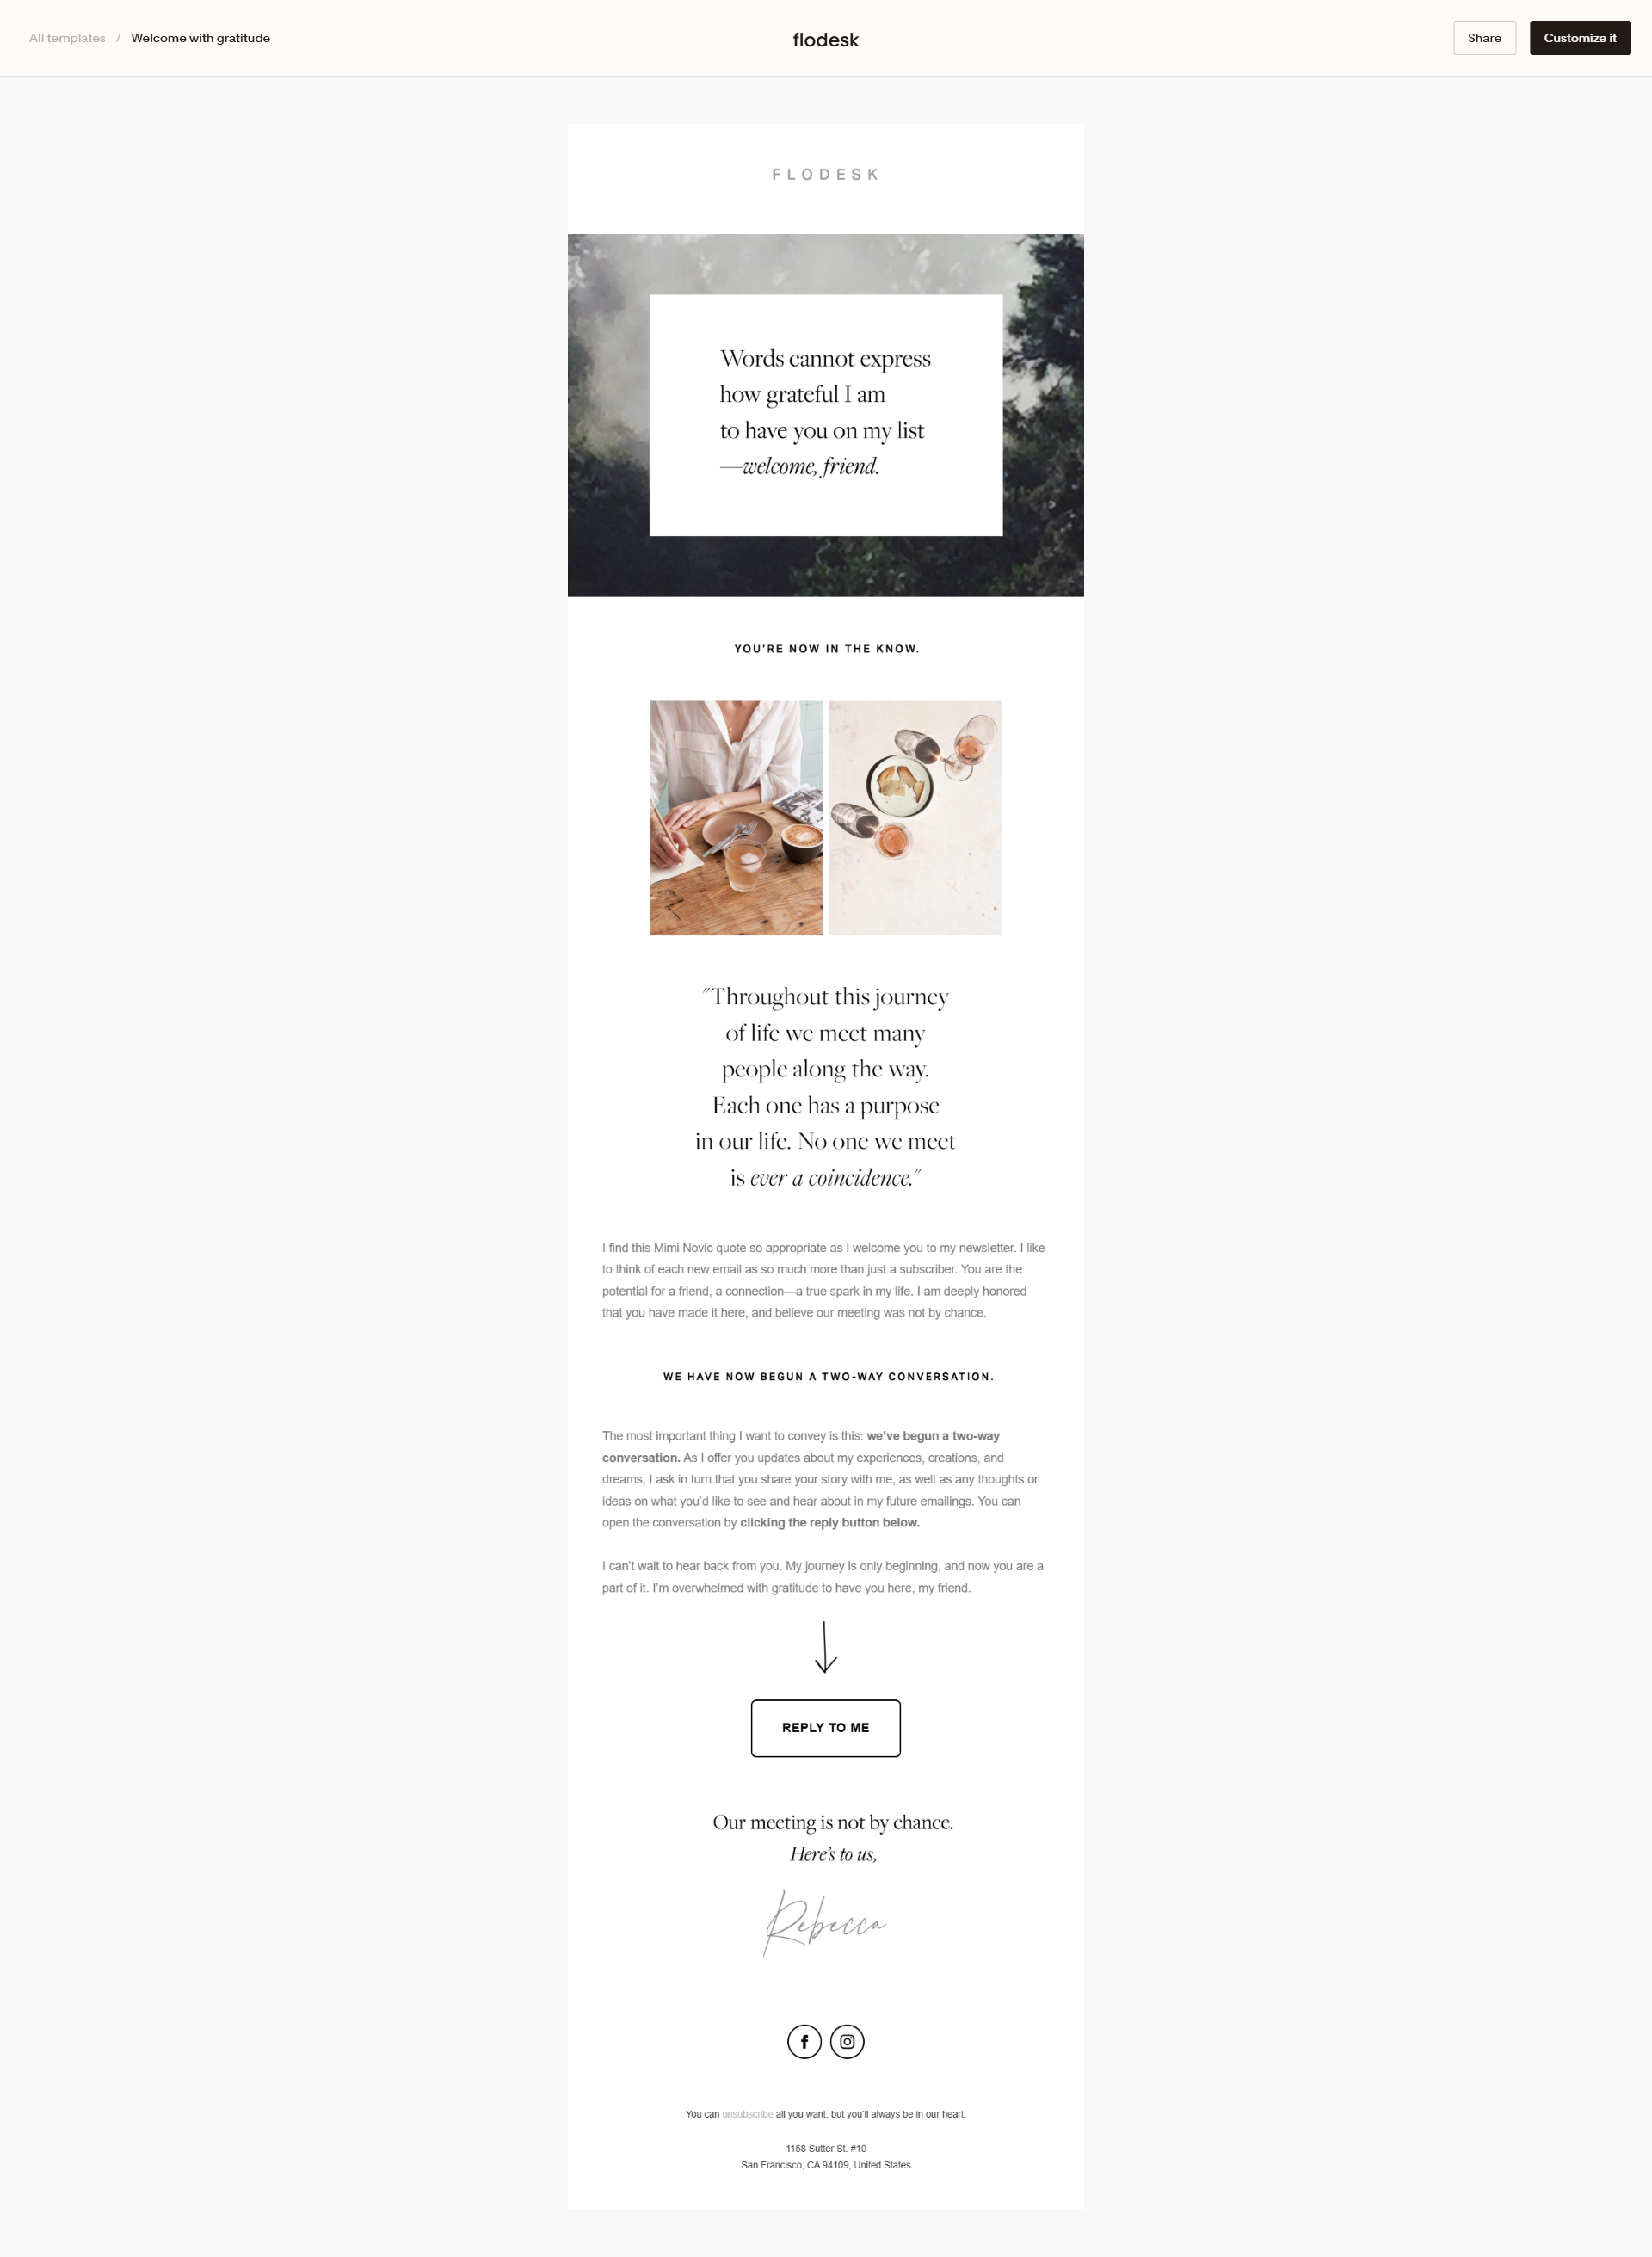 All templates / Welcome with gratitude
flodesk
Share
Customize it
FLODESK
Words cannot express
how grateful I am
to have you on my list
—welcome, friend.
YOU’RE NOW IN THE KNOW.
"Throughout this journey
of life we meet many
people along the way.
Each one has a purpose
in our life. No one we meet
is ever a coincidence."
I find this Mimi Novic quote so appropriate as I welcome you to my newsletter. I like
to think of each new email as so much more than just a subscriber. You are the
potential for a friend, a connection—a true spark in my life. I am deeply honored
that you have made it here, and believe our meeting was not by chance.
WE HAVE NOW BEGUN A TWO-WAY CONVERSATION.
The most important thing I want to convey is this: we’ve begun a two-way
conversation. As I offer you updates about my experiences, creations, and
dreams, I ask in turn that you share your story with me, as well as any thoughts or
ideas on what you’d like to see and hear about in my future emailings. You can
open the conversation by clicking the reply button below.
I can’t wait to hear back from you. My journey is only beginning, and now you are a
part of it. I’m overwhelmed with gratitude to have you here, my friend.
REPLY TO ME
Our meeting is not by chance.
Here’s to us,
Rebecca
You can unsubscribe all you want, but you’ll always be in our heart.
1158 Sutter St. #10
San Francisco, CA 94109, United States